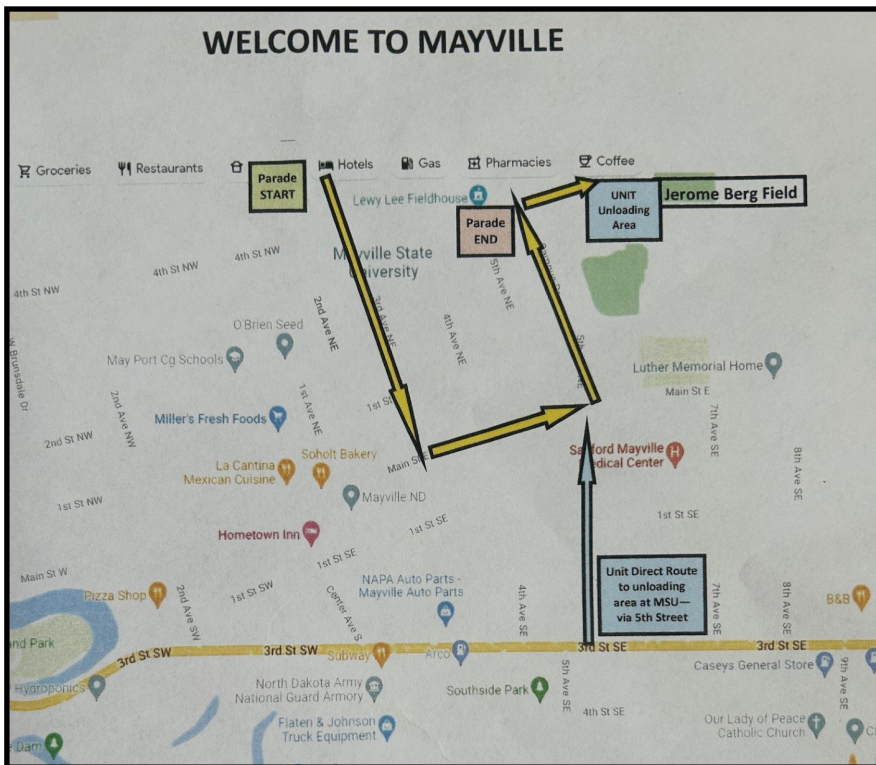 WELCOME TO MAYVILLE
Groceries
Restaurants
Hotels
Gas
Pharmacies
Coffee
Parade
START
Lewy Lee Fieldhouse
UNIT
Unloading
Area
Jerome Berg Field
Parade
END
Mayville State
University
4th St NW
4th St NW
4th St NW
5th Ave NE
2nd Ave NE
3rd Ave NE
4th Ave NE
O Brien Seed
May Port Cg Schools
W Brunsdale Dr
Luther Memorial Home
Main St E
2nd Ave NW
1st Ave NE
1st St
Miller's Fresh Foods
7th Ave SE
2nd St NW
Soholt Bakery
La Cantina
Mexican Cuisine
Main St E
Sanford Mayville
Medical Center
8th Ave SE
Mayville ND
1st St NW
1st St SE
1st St SE
Hometown Inn
1st St SE
Main St W
1st St SW
NAPA Auto Parts -
Mayville Auto Parts
Unit Direct Route
to unloading
area at MSU—
via 5th Street
Pizza Shop
2nd Ave SW
Center Ave S
4th Ave SE
7th Ave SE
8th Ave SE
B&B
nd Park
3rd St SW
3rd St SW
Subway
Arco
3rd St SE
3rd St SE
Caseys General Store
9th Ave SE
Hydroponics
North Dakota Army
National Guard Armory
Southside Park
5th Ave SE
4th St SE
Flaten & Johnson
Truck Equipment
Our Lady of Peace
Catholic Church
Dam